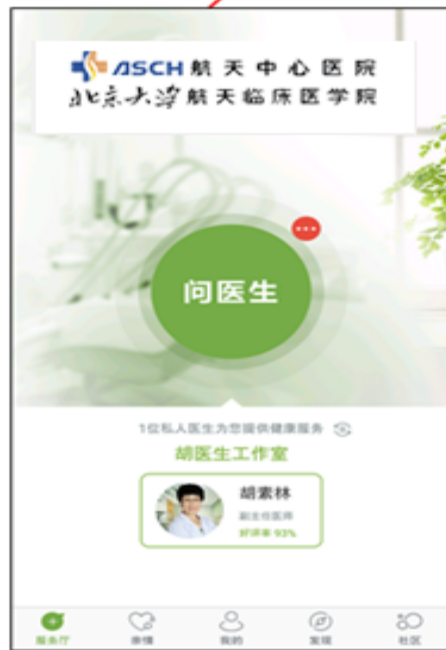 ASCH航天中心医院
北京大学航天临床医学院
问医生
1位私人医生为您提供健康服务
胡医生工作室
胡素林
副主任医师
好评率 93%
服务厅
亲情
我的
发现
社区